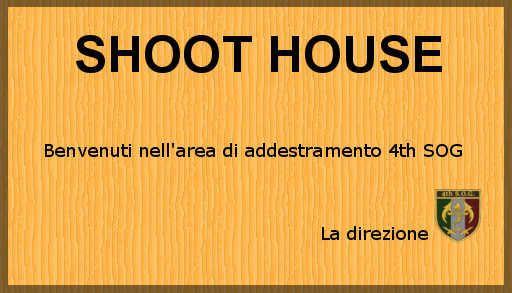 SHOOT HOUSE
Benvenuti nell'area di addestramento 4th SOG
La direzione
4th S.O.G.